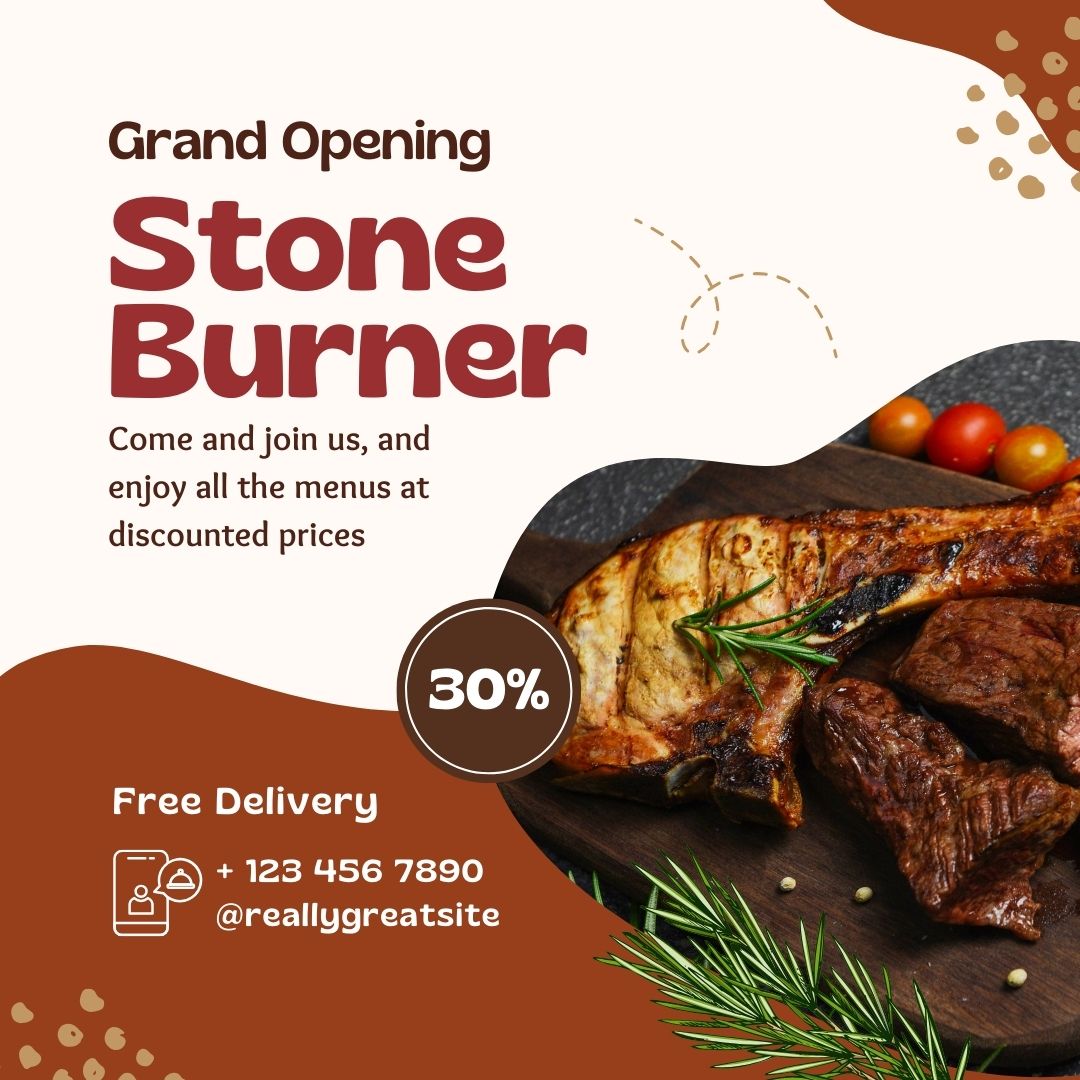 Grand Opening
Stone
Burner
Come and join us, and
enjoy all the menus at
discounted prices
30%
Free Delivery
+ 123 456 7890
@reallygreatsite